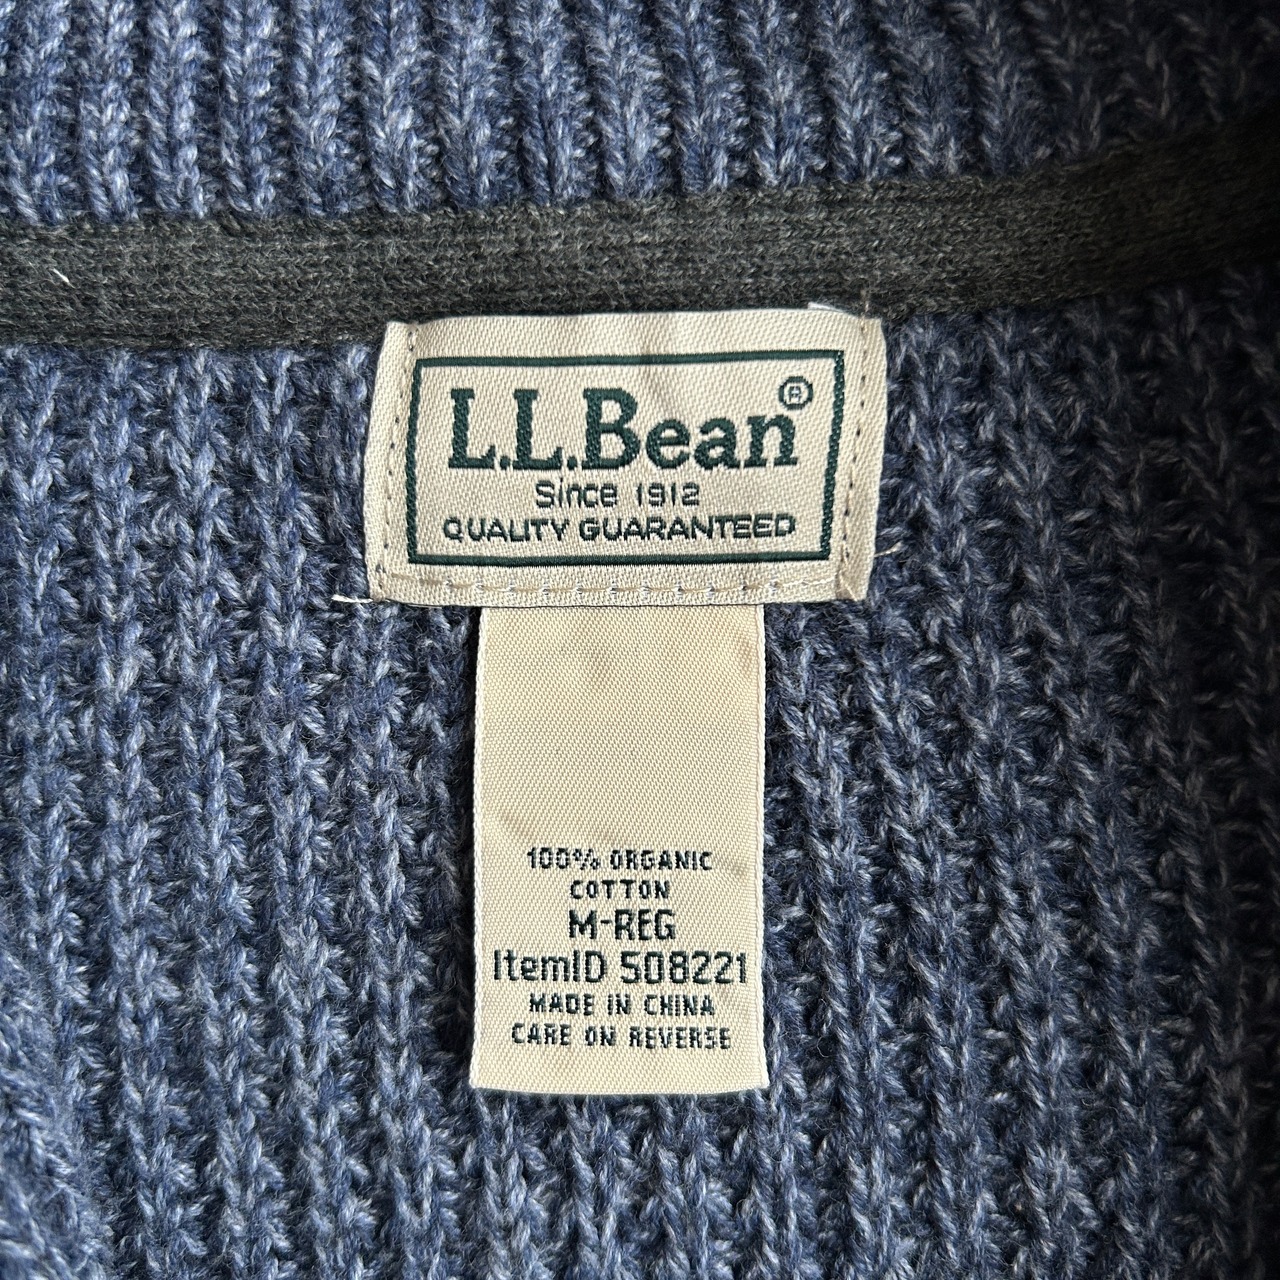 L.L.Bean®
Since 1912
QUALITY GUARANTEED
100% ORGANIC
COTTON
M-REG
ItemID 508221
MADE IN CHINA
CARE ON REVERSE